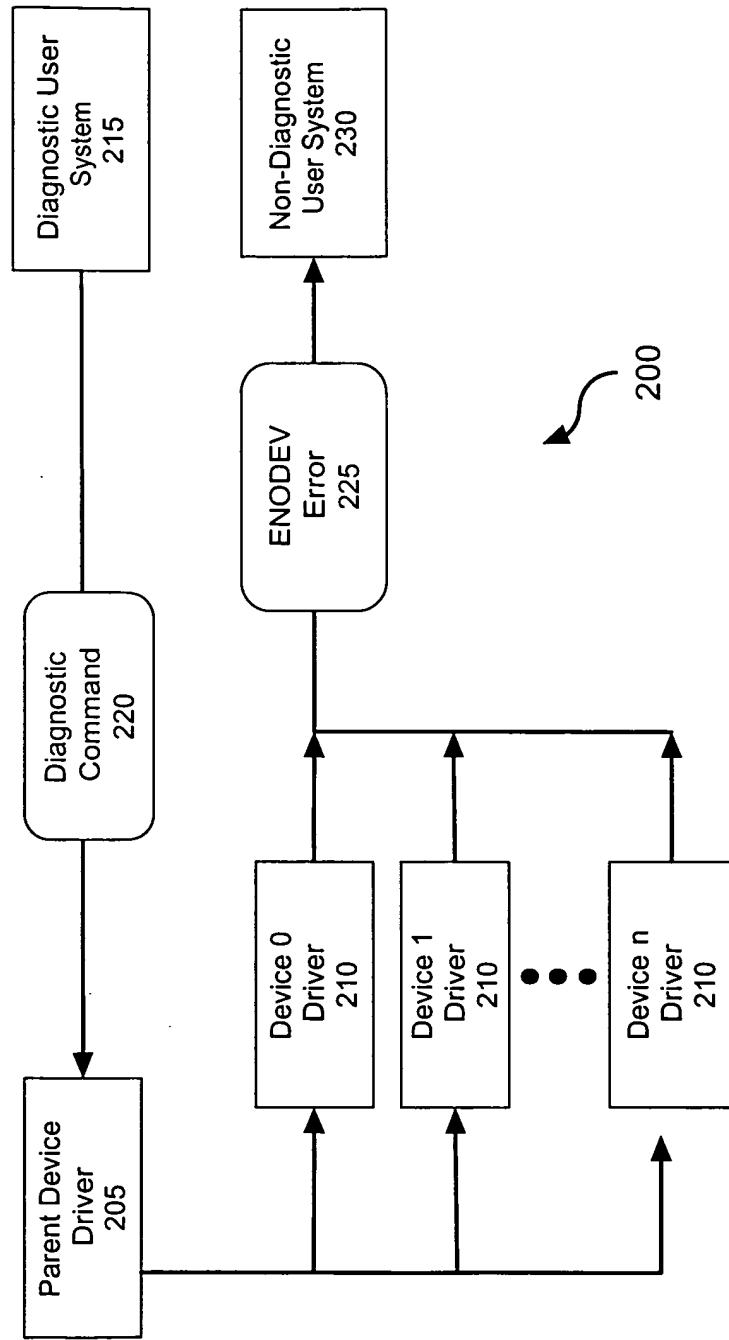 Parent Device
Driver
205
Diagnostic
Command
220
Diagnostic User
System
215
Device 0
Driver
210
ENODEV
Error
225
Non-Diagnostic
User System
230
Device 1
Driver
210
Device n
Driver
210
200